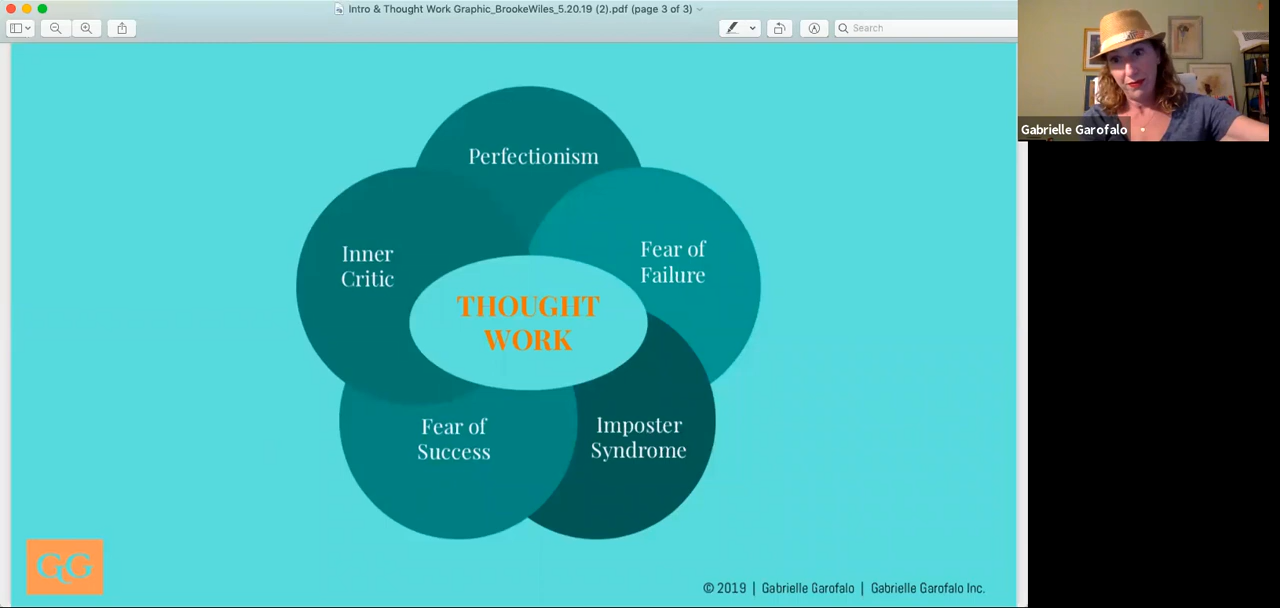 Intro & Thought Work Graphic_BrookeWiles_5.20.19 (2).pdf (page 3 of 3)
Search
Gabrielle Garofalo
Perfectionism
Inner
Critic
Fear of
Failure
THOUGHT
WORK
Fear of
Success
Imposter
Syndrome
GG
© 2019 | Gabrielle Garofalo | Gabrielle Garofalo Inc.